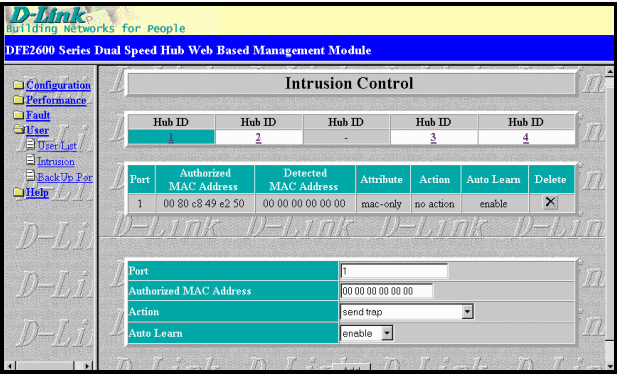 D-Link
Building Networks for People
DFE2600 Series Dual Speed Hub Web Based Management Module
Configuration
Performance
Fault
User
User List
Intrusion
BackUp Por
Help
Intrusion Control
Hub ID Hub ID Hub ID Hub ID Hub ID
1 2 - 3 4
Port Authorized MAC Address Detected MAC Address Attribute Action Auto Learn Delete
1 00 80 c8 49 e2 50 00 00 00 00 00 00 mac-only no action enable X
Port 1
Authorized MAC Address 00 00 00 00 00 00
Action send trap
Auto Learn enable
Add